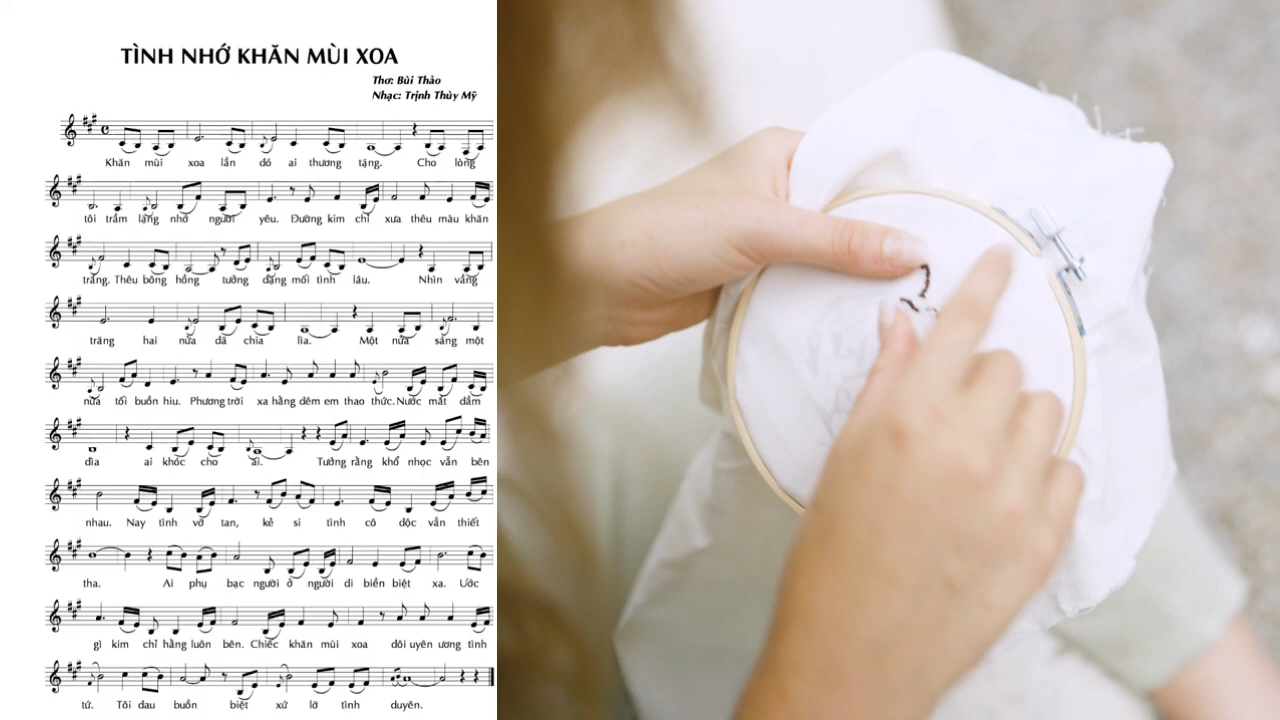 TÌNH NHỚ KHĂN MÙI XOA
Thơ: Bùi Thảo
Nhạc: Trịnh Thùy Mỹ
Khăn mùi xoa lần đó ai thương tặng. Cho lòng
tôi trầm lặng nhớ người yêu. Đường kim chỉ xưa thêu màu khăn
trắng. Thêu bông hồng tưởng đặng mối tình lâu. Nhìn vầng
trăng hai nửa đã chia lìa. Một nửa sáng một
nửa tối buồn hiu. Phương trời xa hằng đêm em thao thức. Nước mắt đầm
đìa ai khóc cho ai. Tưởng rằng khổ nhọc vẫn bên
nhau. Nay tình vỡ tan, kẻ si tình cô độc vẫn thiết
tha. Ai phụ bạc người ở người đi biền biệt xa. Ước
gì kim chỉ hằng luôn bên. Chiếc khăn mùi xoa đôi uyên ương tình
tứ. Tôi đau buồn biệt xứ lỡ tình duyên.